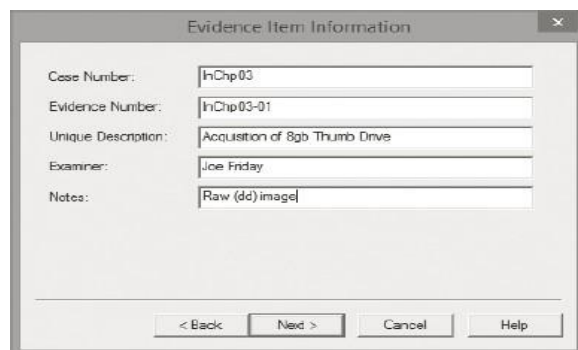 Evidence Item Information
Case Number: InChp03
Evidence Number: InChp03-01
Unique Description: Acquisition of 8gb Thumb Drive
Examiner: Joe Friday
Notes: Raw (dd) image
< Back Next > Cancel Help